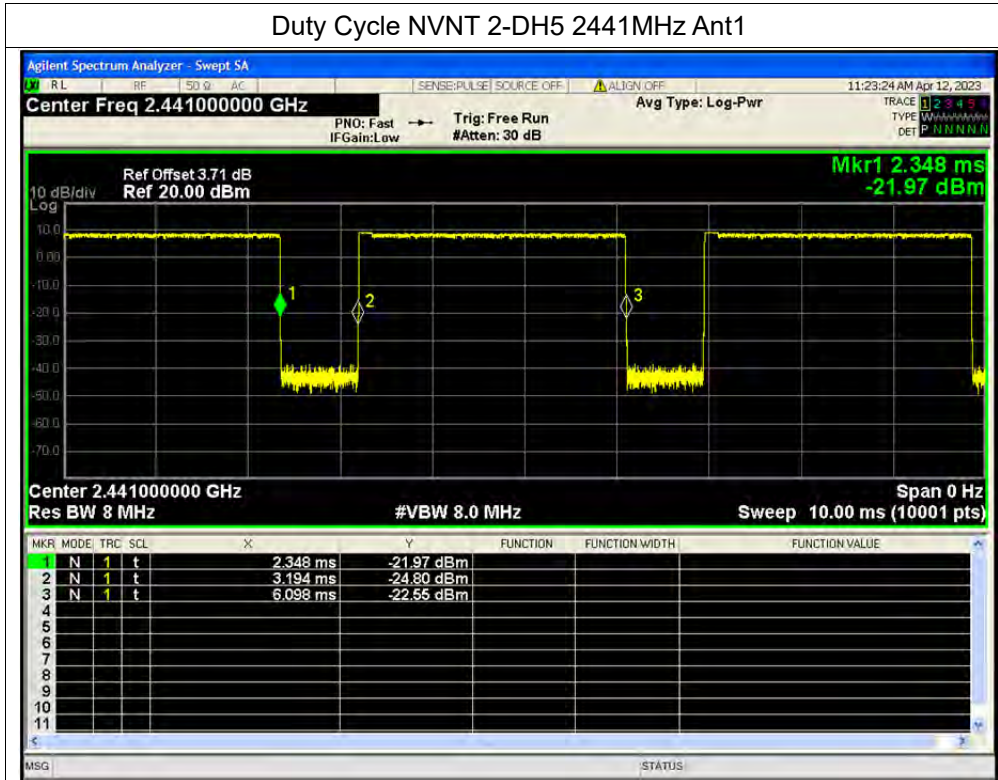 Duty Cycle NVNT 2-DH5 2441MHz Ant1
Agilent Spectrum Analyzer - Swept SA
RL RF 50 Ω AC SENSE:PULSE SOURCE OFF ALIGN OFF 11:23:24 AM Apr 12, 2023
Center Freq 2.441000000 GHz
PNO: Fast
IFGain:Low
Trig: Free Run
#Atten: 30 dB
Avg Type: Log-Pwr
TRACE 1 2 3 4 5 6
TYPE W
DET P N N N N N
Mkr1 2.348 ms
-21.97 dBm
Ref Offset 3.71 dB
10 dB/div Ref 20.00 dBm
Log
10.0
0.00
-10.0
-20.0
-30.0
-40.0
-50.0
-60.0
-70.0
1
2
3
Center 2.441000000 GHz Span 0 Hz
Res BW 8 MHz #VBW 8.0 MHz Sweep 10.00 ms (10001 pts)
MKR MODE TRC SCL X Y FUNCTION FUNCTION WIDTH FUNCTION VALUE
1 N 1 t 2.348 ms -21.97 dBm
2 N 1 t 3.194 ms -24.80 dBm
3 N 1 t 6.098 ms -22.55 dBm
4
5
6
7
8
9
10
11
MSG STATUS